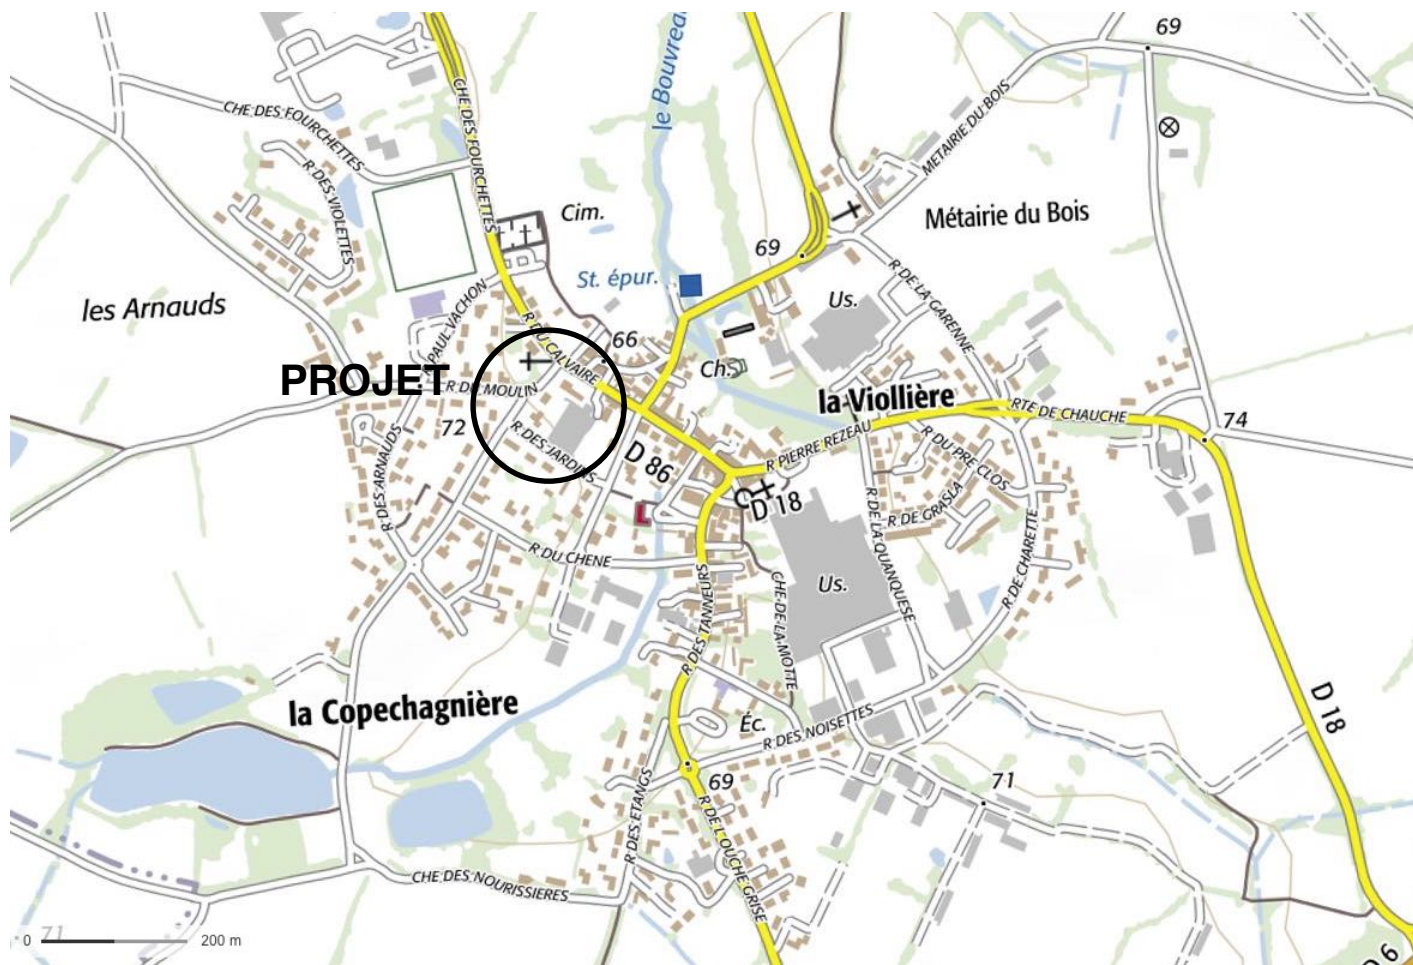 69
le Bouvreau
CHE DES FOURCHETTES
CHE DES FOURCHETTES
METAIRIE DU BOIS
R DES VIOLETTES
Cim.
Métairie du Bois
69
St. épur.
les Arnauds
R PAUL VACHON
Us.
R DE LA GARENNE
R DU CALVAIRE
66
Ch.
PROJET
R DU MOULIN
la Viollière
RTE DE CHAUCHE
74
72
R DES JARDINS
D 86
R PIERRE REZEAU
R DU PRE CLOS
R DES ARNAUDS
D 18
R DE GRASLA
L
R DE LA QUANQUESE
R DU CHENE
R DE CHARETTE
Us.
R DES TANNEURS
CHE DE LA MOTTE
la Copechagnière
D 18
Éc.
R DES NOISETTES
69
71
R DES ETANGS
R DE L'OUCHE GRISE
CHE DES NOURISSIERES
71
0
200 m
D 6